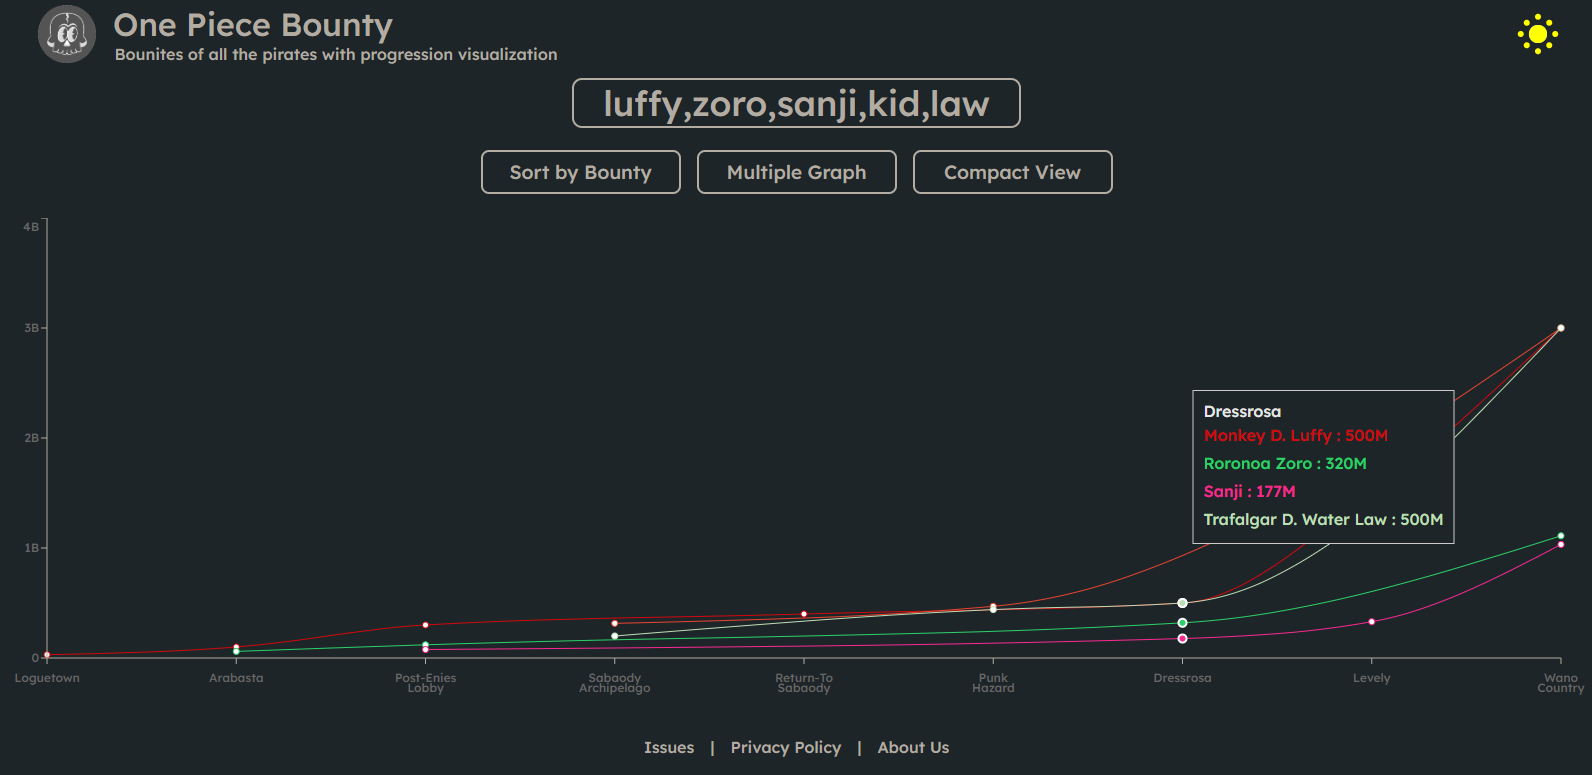 One Piece Bounty
Bounites of all the pirates with progression visualization
luffy,zoro,sanji,kid,law
Sort by Bounty
Multiple Graph
Compact View
4B
3B
2B
1B
0
Dressrosa
Monkey D. Luffy : 500M
Roronoa Zoro : 320M
Sanji : 177M
Trafalgar D. Water Law : 500M
Loguetown
Arabasta
Post-Enies
Lobby
Sabaody
Archipelago
Return-To
Sabaody
Punk
Hazard
Dressrosa
Levely
Wano
Country
Issues | Privacy Policy | About Us